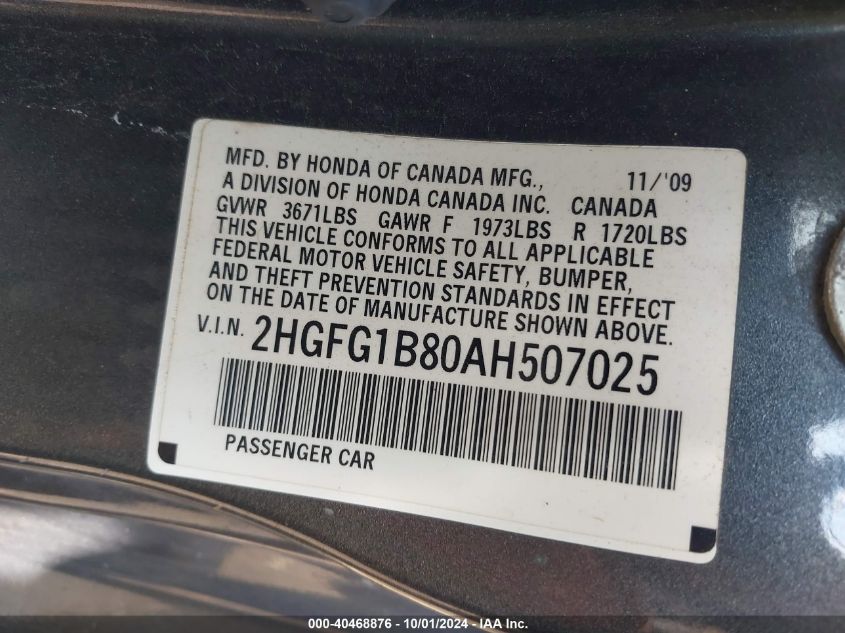 MFD. BY HONDA OF CANADA MFG., 11/'09
A DIVISION OF HONDA CANADA INC. CANADA
GVWR 3671LBS GAWR F 1973LBS R 1720LBS
THIS VEHICLE CONFORMS TO ALL APPLICABLE
FEDERAL MOTOR VEHICLE SAFETY, BUMPER,
AND THEFT PREVENTION STANDARDS IN EFFECT
ON THE DATE OF MANUFACTURE SHOWN ABOVE.
V.I.N. 2HGFG1B80AH507025
PASSENGER CAR
000-40468876 - 10/01/2024 - IAAI.COM